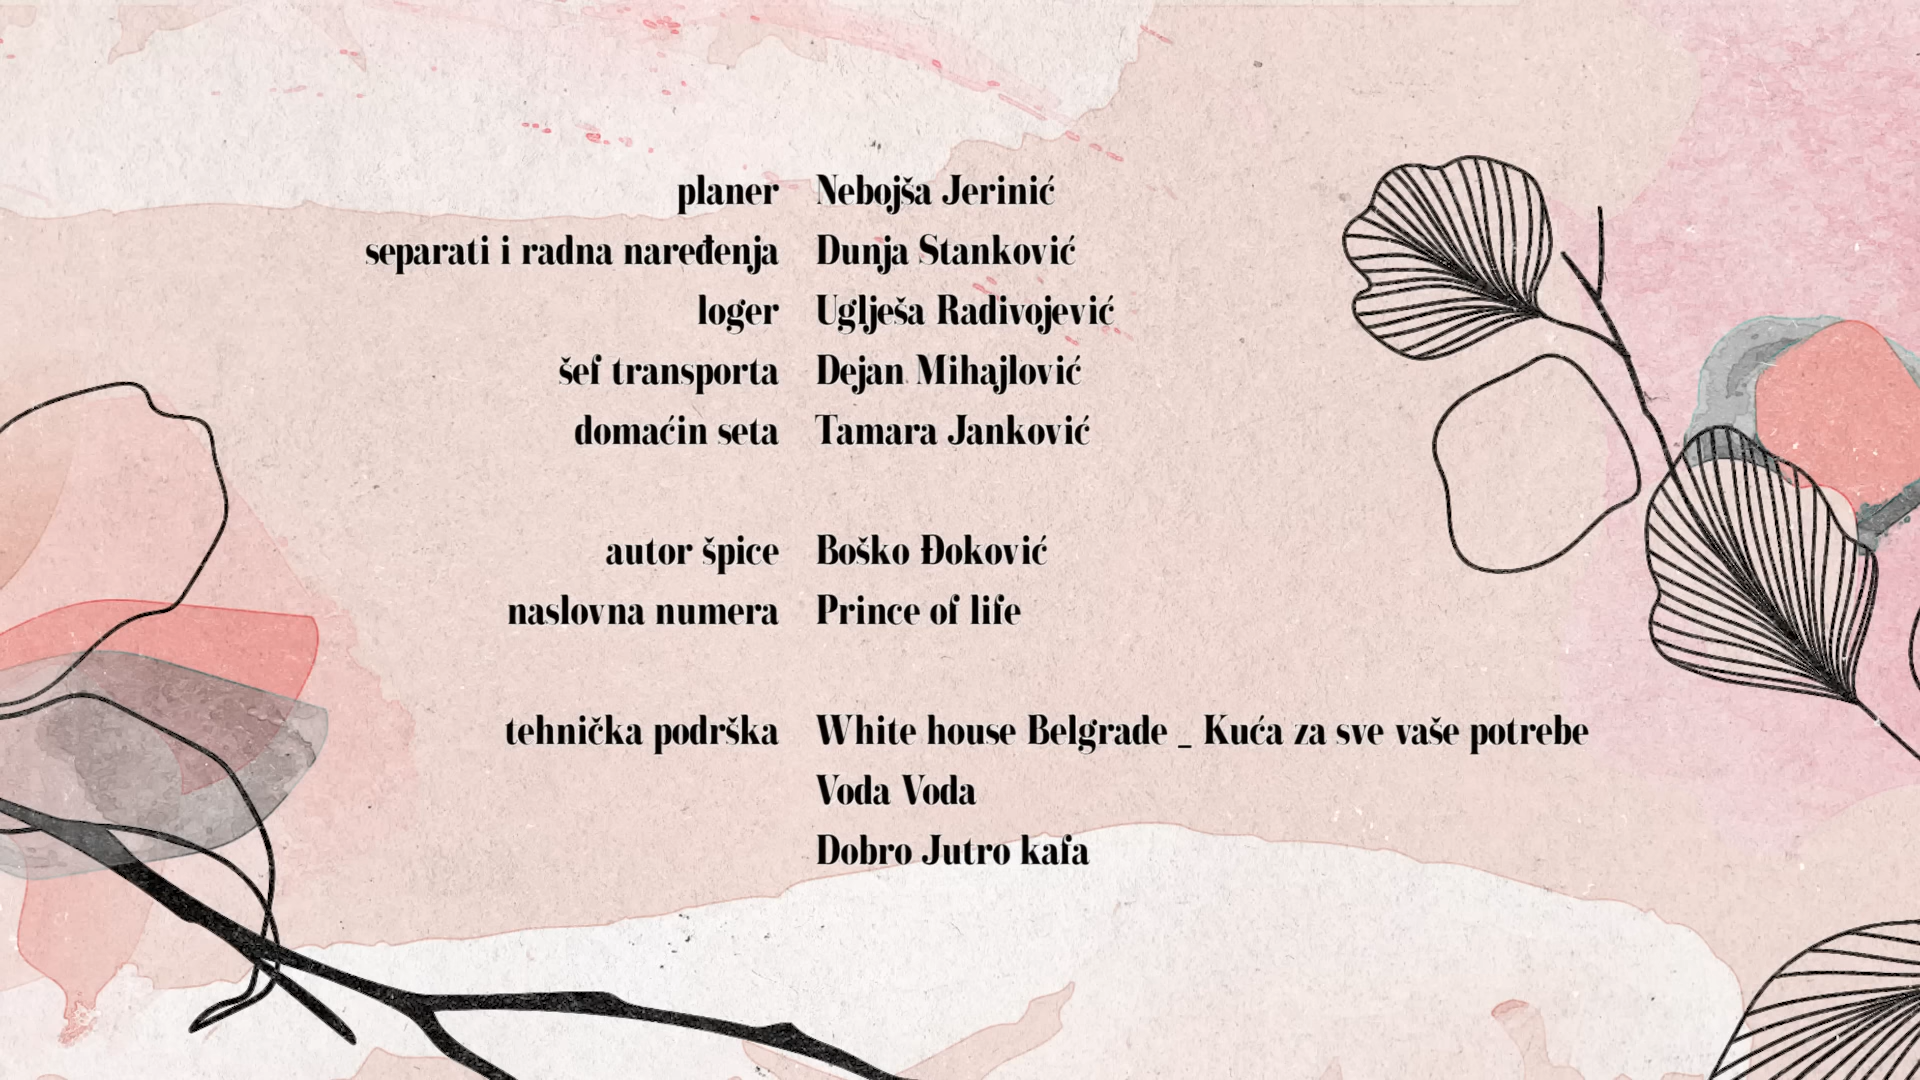 planer Nebojša Jerinić
separati i radna naređenja Dunja Stanković
loger Uglješa Radivojević
šef transporta Dejan Mihajlović
domaćin seta Tamara Janković
autor špice Boško Đoković
naslovna numera Prince of life
tehnička podrška White house Belgrade _ Kuća za sve vaše potrebe
Voda Voda
Dobro Jutro kafa